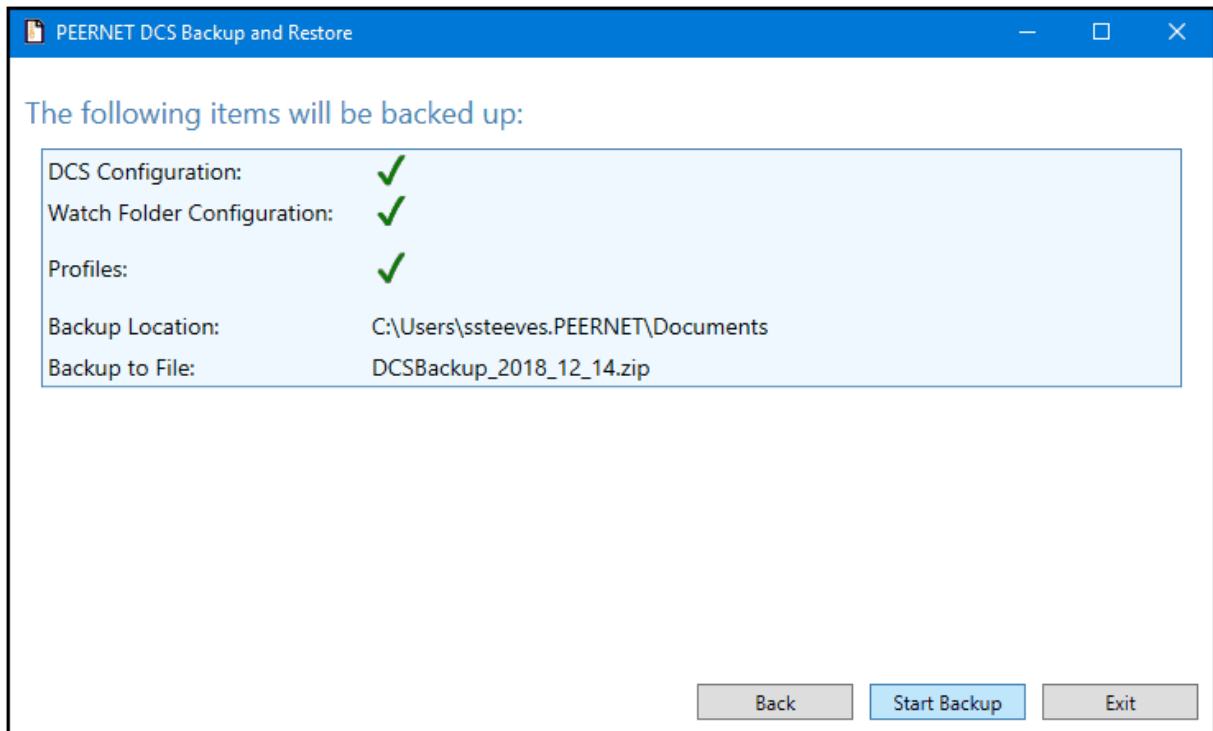 PEERNET DCS Backup and Restore
The following items will be backed up:
DCS Configuration:
Watch Folder Configuration:
Profiles:
Backup Location: C:\Users\ssteeves.PEERNET\Documents
Backup to File: DCSBackup_2018_12_14.zip
Back Start Backup Exit